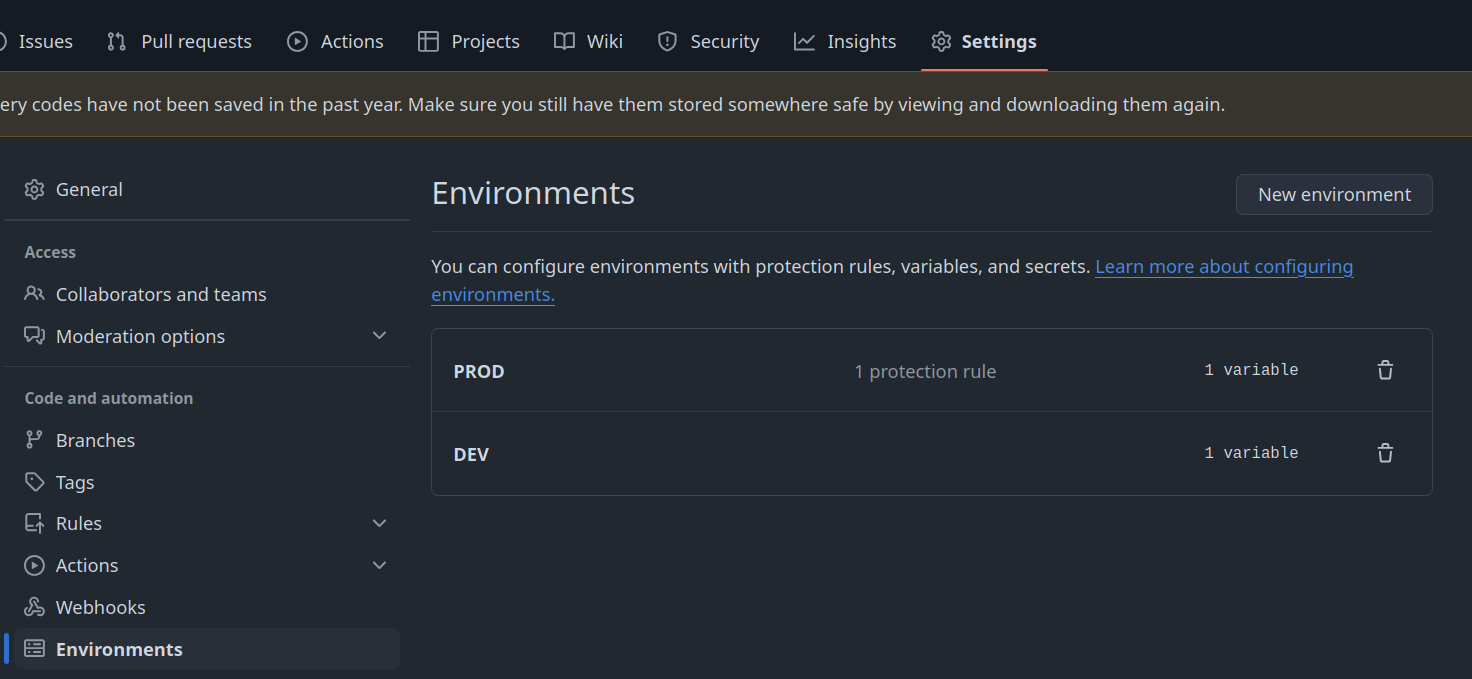 Issues Pull requests Actions Projects Wiki Security Insights Settings
ery codes have not been saved in the past year. Make sure you still have them stored somewhere safe by viewing and downloading them again.
General
Access
Collaborators and teams
Moderation options
Code and automation
Branches
Tags
Rules
Actions
Webhooks
Environments
Environments
New environment
You can configure environments with protection rules, variables, and secrets. Learn more about configuring
environments.
PROD 1 protection rule 1 variable
DEV 1 variable